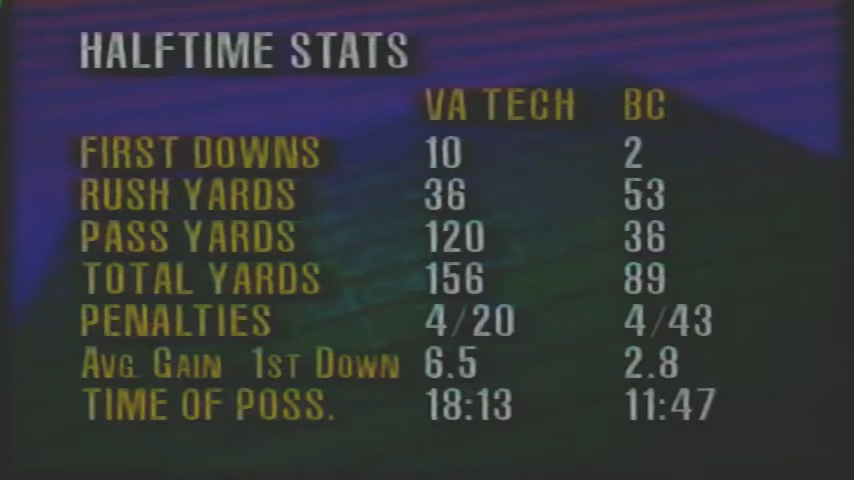 HALFTIME STATS
VA TECH BC
FIRST DOWNS 10 2
RUSH YARDS 36 53
PASS YARDS 120 36
TOTAL YARDS 156 89
PENALTIES 4/20 4/43
AVG. GAIN 1ST DOWN 6.5 2.8
TIME OF POSS. 18:13 11:47